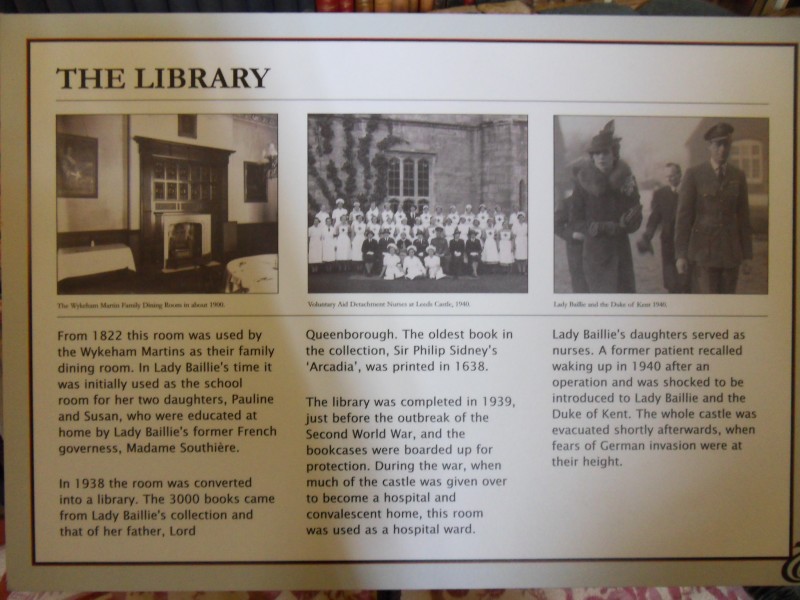 THE LIBRARY
The Wykeham Martin Family Dining Room in about 1900.
Voluntary Aid Detachment Nurses at Leeds Castle, 1940.
Lady Baillie and the Duke of Kent 1940.
From 1822 this room was used by
the Wykeham Martins as their family
dining room. In Lady Baillie's time it
was initially used as the school
room for her two daughters, Pauline
and Susan, who were educated at
home by Lady Baillie's former French
governess, Madame Southière.
In 1938 the room was converted
into a library. The 3000 books came
from Lady Baillie's collection and
that of her father, Lord
Queenborough. The oldest book in
the collection, Sir Philip Sidney's
'Arcadia', was printed in 1638.
The library was completed in 1939,
just before the outbreak of the
Second World War, and the
bookcases were boarded up for
protection. During the war, when
much of the castle was given over
to become a hospital and
convalescent home, this room
was used as a hospital ward.
Lady Baillie's daughters served as
nurses. A former patient recalled
waking up in 1940 after an
operation and was shocked to be
introduced to Lady Baillie and the
Duke of Kent. The whole castle was
evacuated shortly afterwards, when
fears of German invasion were at
their height.